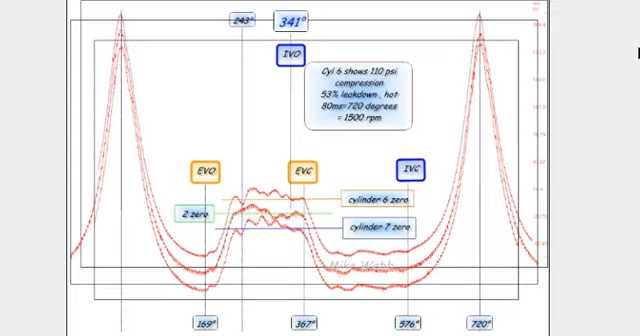 243°
341°
IVO
Cyl 6 shows 110 psi
compression
53% leakdown , hot
80ms=720 degrees
= 1500 rpm
EVO
EVC
IVC
cylinder 6 zero
2 zero
cylinder 7 zero
Mike Webb
169°
367°
576°
720°